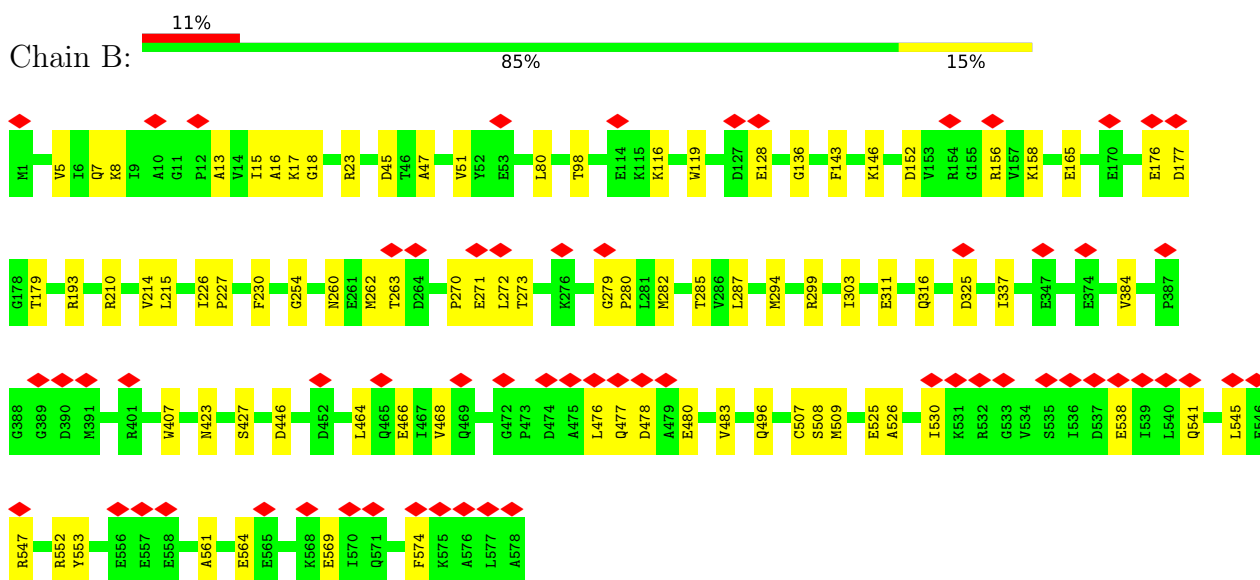 11%
Chain B:
85% 15%
M1 V5 I6 Q7 K8 I9 A10 G11 P12 A13 V14 I15 A16 K17 G18 R23 D45 T46 A47 V51 Y52 E53 L80 T98 E114 K115 K116 W119 D127 E128 G136 F143 K146 D152 V153 R154 G155 R156 V157 K158 E165 E170 E176 D177
G178 T179 R193 R210 V214 L215 I226 P227 F230 G254 N260 E261 M262 T263 D264 P270 E271 L272 T273 K276 G279 P280 L281 M282 T285 V286 L287 M294 R299 I303 E311 Q316 D325 I337 E347 E374 V384 P387
G388 G389 D390 M391 R401 W407 N423 S427 D446 D452 L464 Q465 E466 I467 V468 Q469 G472 P473 D474 A475 L476 Q477 D478 A479 E480 V483 Q496 C507 S508 M509 E525 A526 I530 K531 R532 G533 V534 S535 I536 D537 E538 I539 L540 Q541 L545
R547 R552 Y553 E556 E557 E558 A561 E564 E565 K568 E569 I570 Q571 F574 K575 A576 L577 A578